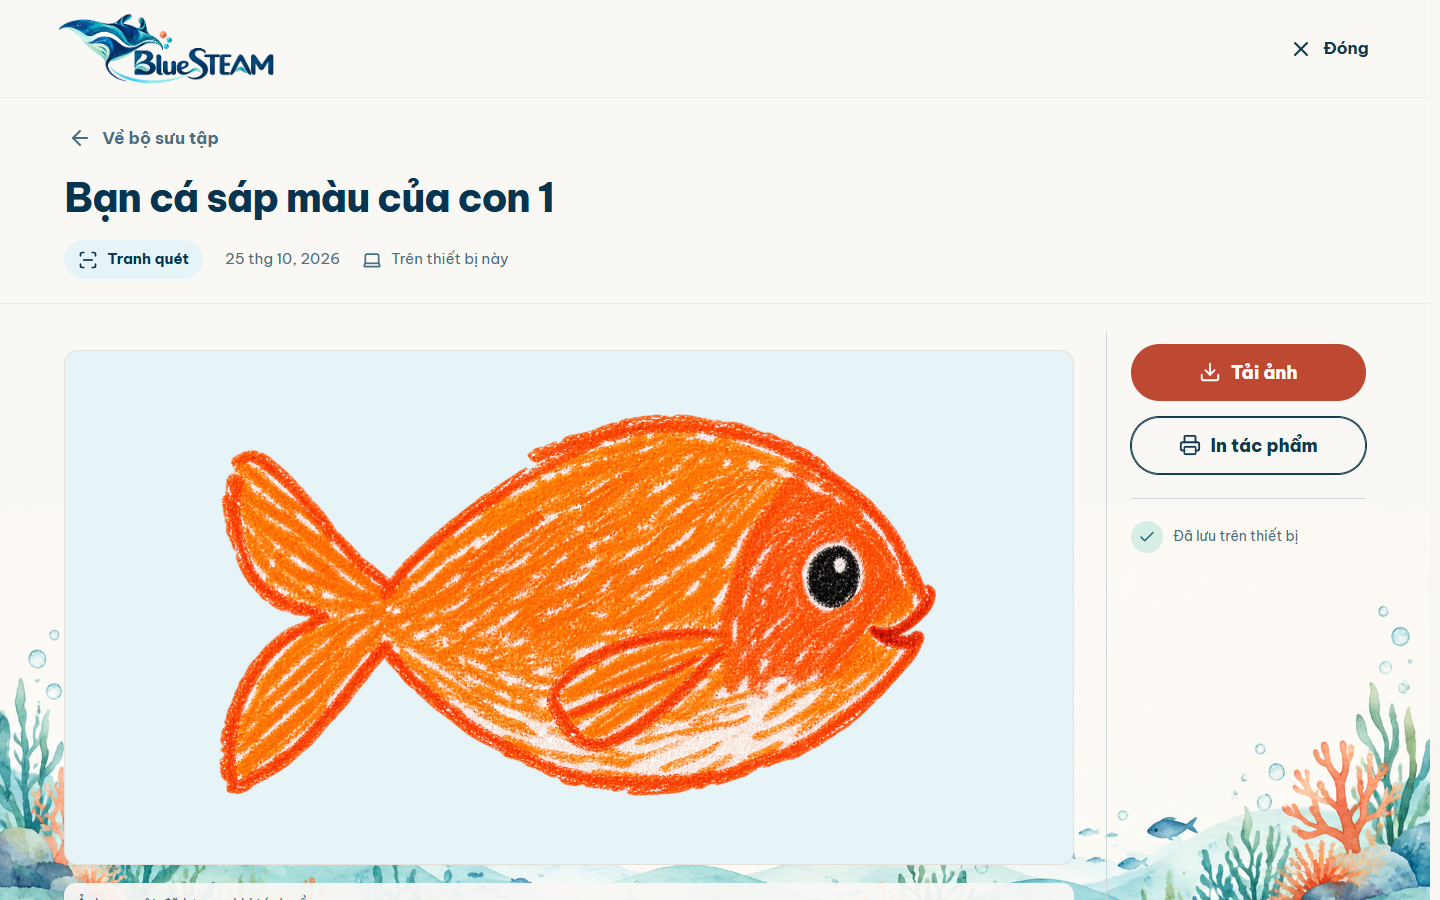 BlueSTEAM
Đóng
Về bộ sưu tập
Bạn cá sáp màu của con 1
Tranh quét
25 thg 10, 2026
Trên thiết bị này
Tải ảnh
In tác phẩm
Đã lưu trên thiết bị